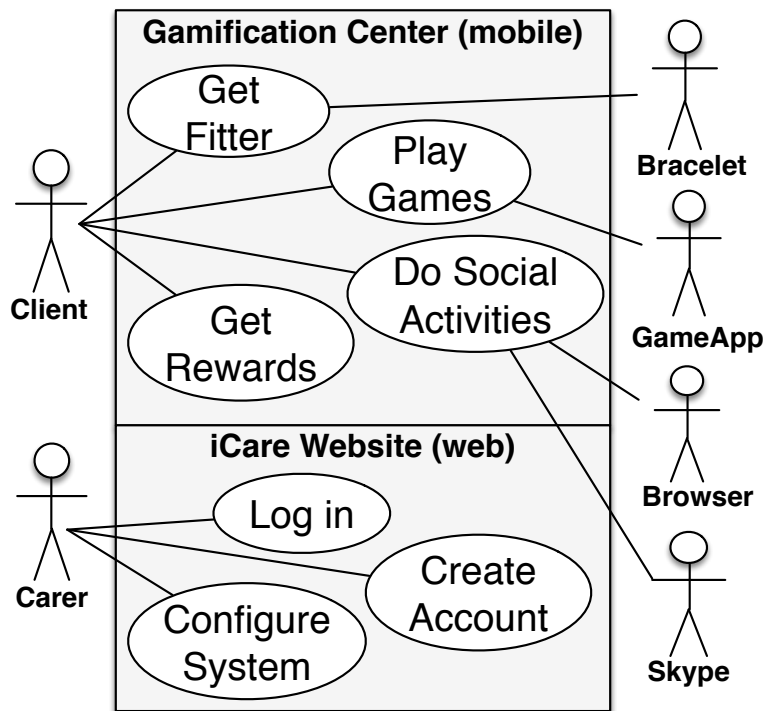 Gamification Center (mobile)
Get
Fitter
Bracelet
Play
Games
Client
Do Social
Activities
GameApp
Get
Rewards
iCare Website (web)
Browser
Log in
Carer
Create
Account
Configure
System
Skype